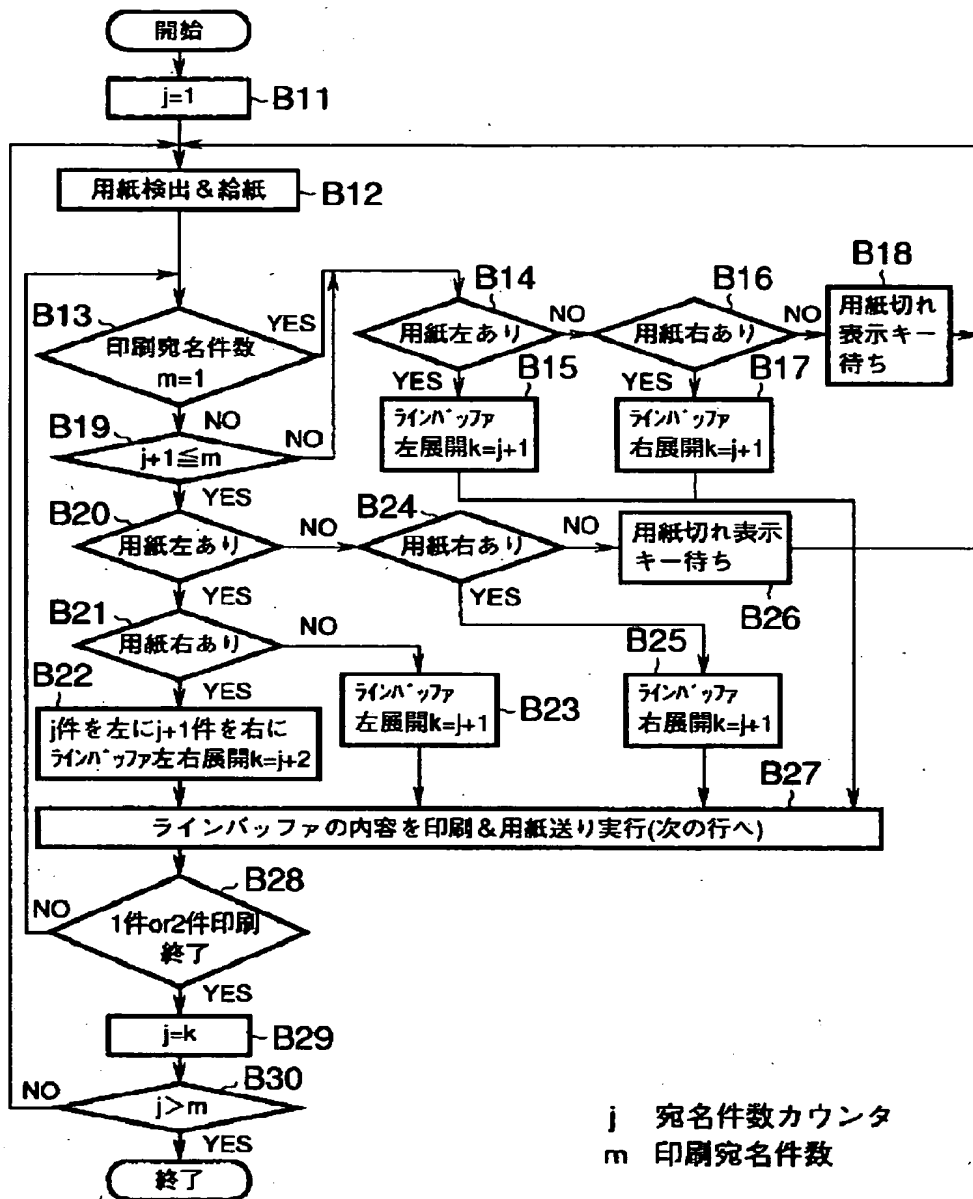 開始
j=1
B11
用紙検出＆給紙
B12
B13
印刷宛名件数
m=1
YES
NO
B14
用紙左あり
NO
YES
B15
ﾗｲﾝﾊﾞｯﾌｧ
左展開k=j+1
B16
用紙右あり
NO
YES
B17
ﾗｲﾝﾊﾞｯﾌｧ
右展開k=j+1
B18
用紙切れ
表示キー
待ち
B19
j+1≦m
NO
YES
B20
用紙左あり
NO
YES
B24
用紙右あり
NO
YES
用紙切れ表示
キー待ち
B26
B21
用紙右あり
NO
YES
B22
j件を左にj+1件を右に
ﾗｲﾝﾊﾞｯﾌｧ左右展開k=j+2
ﾗｲﾝﾊﾞｯﾌｧ
左展開k=j+1
B23
B25
ﾗｲﾝﾊﾞｯﾌｧ
右展開k=j+1
B27
ラインバッファの内容を印刷＆用紙送り実行(次の行へ)
B28
1件or2件印刷
終了
NO
YES
j=k
B29
B30
j>m
NO
YES
終了
j 宛名件数カウンタ
m 印刷宛名件数